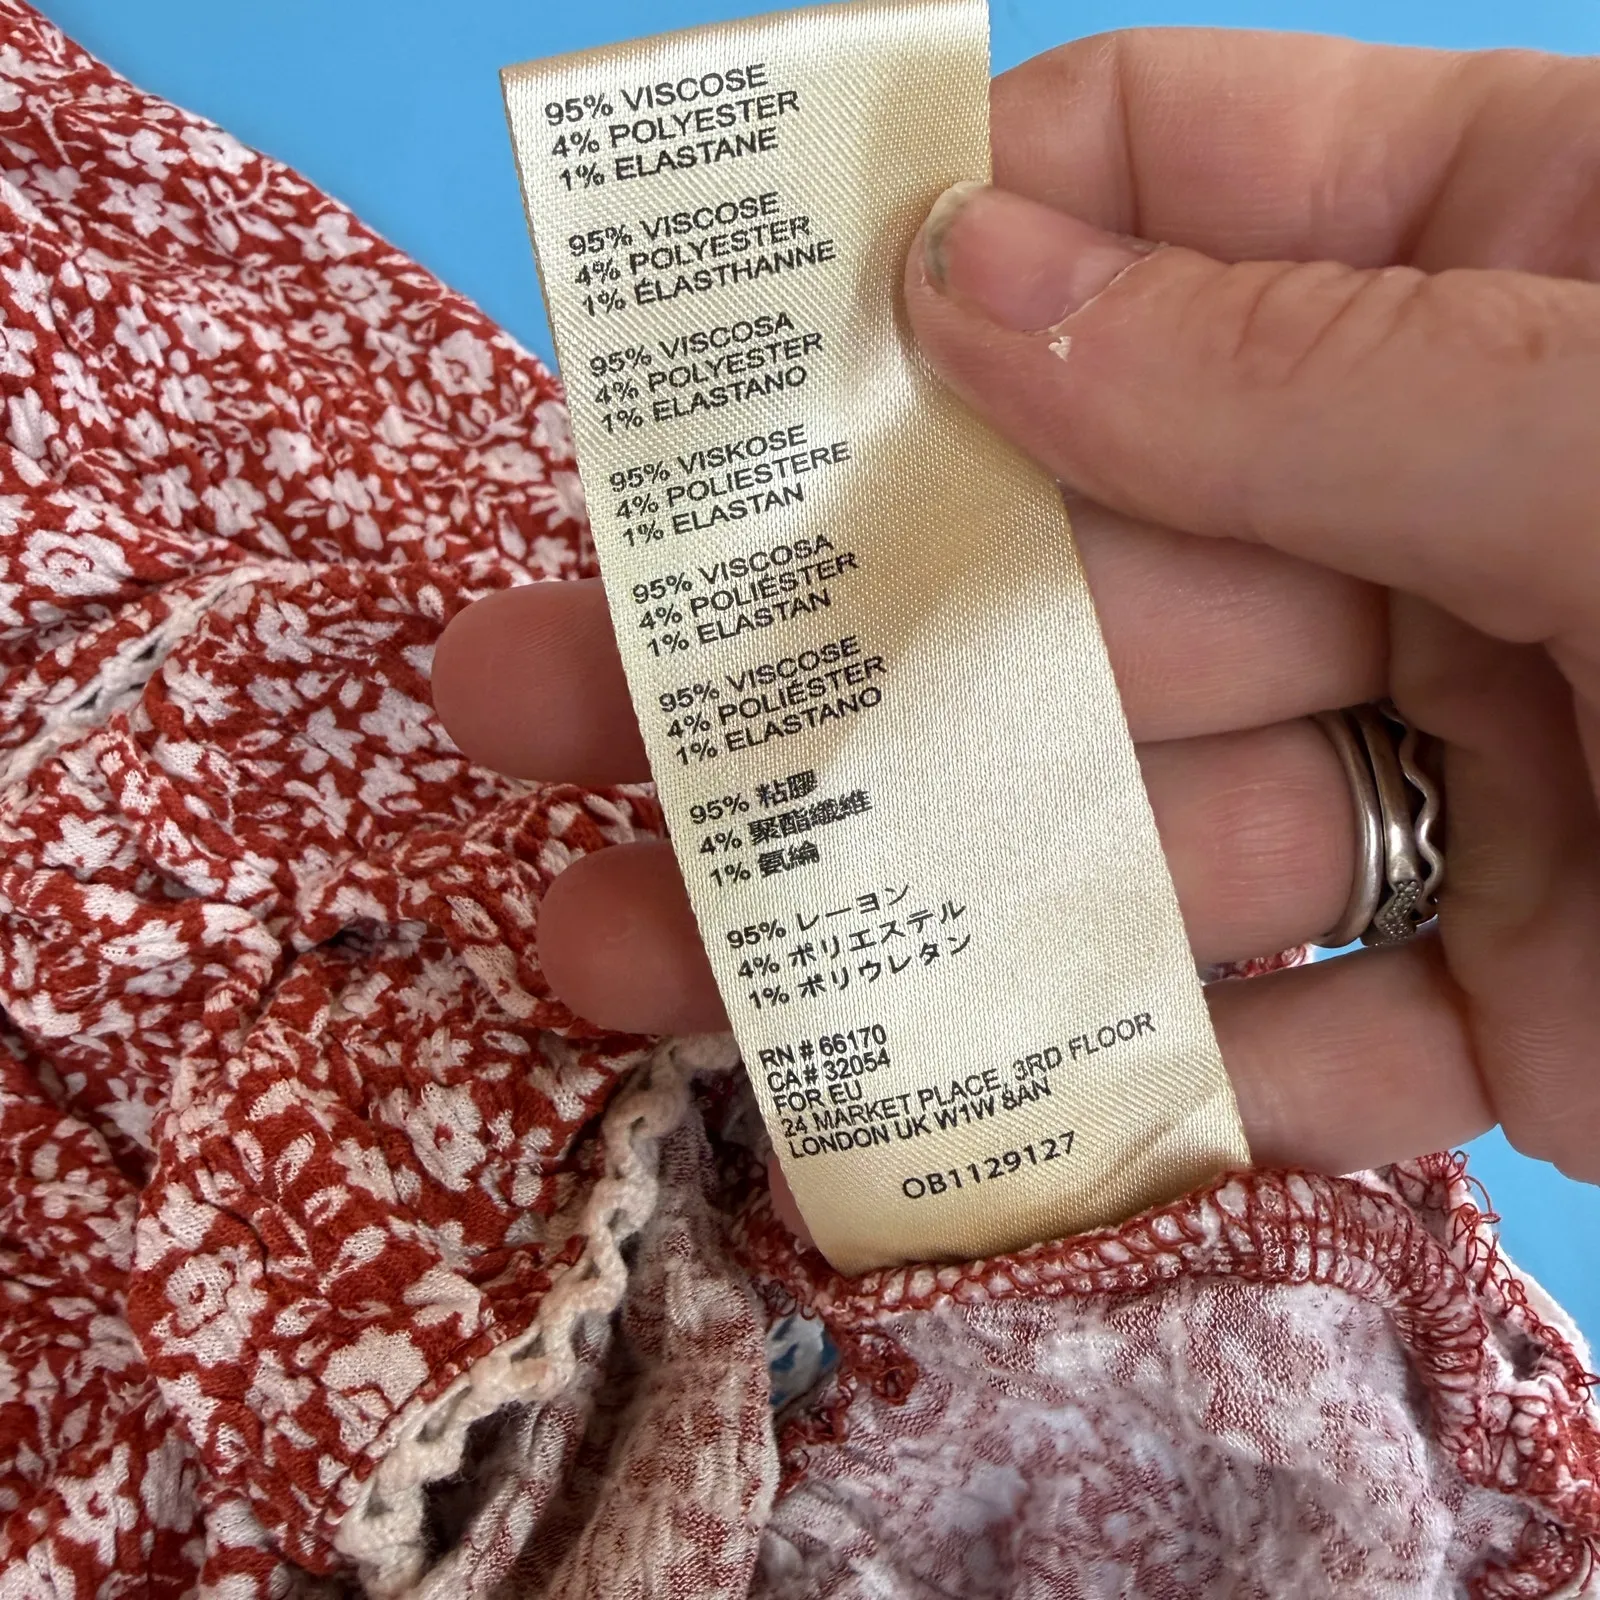 95% VISCOSE
4% POLYESTER
1% ELASTANE
95% VISCOSE
4% POLYESTER
1% ÉLASTHANNE
95% VISCOSA
4% POLYESTER
1% ELASTANO
95% VISKOSE
4% POLIESTERE
1% ELASTAN
95% VISCOSA
4% POLIÉSTER
1% ELASTAN
95% VISCOSE
4% POLIÉSTER
1% ELASTANO
95% 粘膠
4% 聚酯纖維
1% 氨綸
95% レーヨン
4% ポリエステル
1% ポリウレタン
RN # 66170
CA # 32054
FOR EU
24 MARKET PLACE, 3RD FLOOR
LONDON UK W1W 8AN
OB1129127